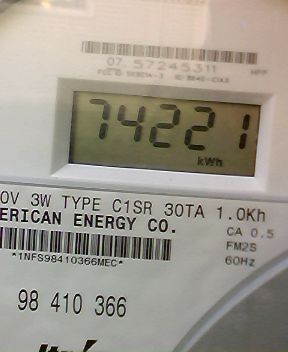 07 57245311
74221
kWh
0V 3W TYPE C1SR 30TA 1.0Kh
ERICAN ENERGY CO.
CA 0.5
FM2S
*1NFS98410366MEC*
60Hz
98 410 366